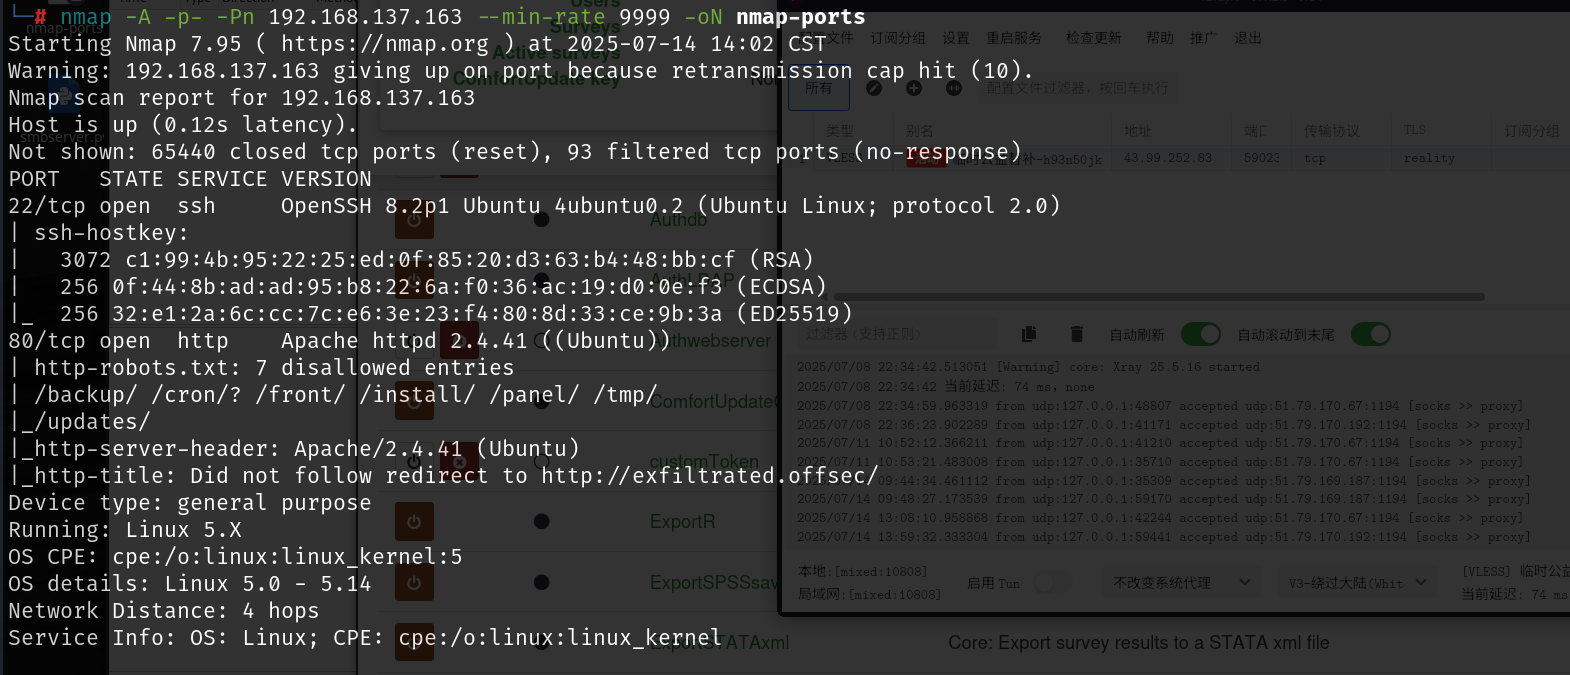 └─# nmap -A -p- -Pn 192.168.137.163 --min-rate 9999 -oN nmap-ports
Starting Nmap 7.95 ( https://nmap.org ) at 2025-07-14 14:02 CST
Warning: 192.168.137.163 giving up on port because retransmission cap hit (10).
Nmap scan report for 192.168.137.163
Host is up (0.12s latency).
Not shown: 65440 closed tcp ports (reset), 93 filtered tcp ports (no-response)
PORT   STATE SERVICE VERSION
22/tcp open  ssh     OpenSSH 8.2p1 Ubuntu 4ubuntu0.2 (Ubuntu Linux; protocol 2.0)
| ssh-hostkey:
|   3072 c1:99:4b:95:22:25:ed:0f:85:20:d3:63:b4:48:bb:cf (RSA)
|   256 0f:44:8b:ad:ad:95:b8:22:6a:f0:36:ac:19:d0:0e:f3 (ECDSA)
|_  256 32:e1:2a:6c:cc:7c:e6:3e:23:f4:80:8d:33:ce:9b:3a (ED25519)
80/tcp open  http    Apache httpd 2.4.41 ((Ubuntu))
| http-robots.txt: 7 disallowed entries
| /backup/ /cron/? /front/ /install/ /panel/ /tmp/
|_/updates/
|_http-server-header: Apache/2.4.41 (Ubuntu)
|_http-title: Did not follow redirect to http://exfiltrated.offsec/
Device type: general purpose
Running: Linux 5.X
OS CPE: cpe:/o:linux:linux_kernel:5
OS details: Linux 5.0 - 5.14
Network Distance: 4 hops
Service Info: OS: Linux; CPE: cpe:/o:linux:linux_kernel
nmap-ports
smbserver.py
Users
Surveys
Active surveys
ComfortUpdate key
Authdb
AuthLDAP
Authwebserver
customToken
ExportR
ExportSPSSsav
ExportSTATAxml
Core: Export survey results to a STATA xml file
配置文件 订阅分组 设置 重启服务 检查更新 帮助 推广 退出
所有 配置文件过滤器，按回车执行
类型 别名 地址 端口 传输协议 TLS 订阅分组
VLESS 临时公益替补-h93n50jk 43.99.252.83 59023 tcp reality
过滤器(支持正则) 自动刷新 自动滚动到末尾
2025/07/08 22:34:42.513051 [Warning] core: Xray 25.5.16 started
2025/07/08 22:34:42 当前延迟: 74 ms，none
2025/07/08 22:34:59.963319 from udp:127.0.0.1:48807 accepted udp:51.79.170.67:1194 [socks >> proxy]
2025/07/08 22:36:23.902289 from udp:127.0.0.1:41171 accepted udp:51.79.170.192:1194 [socks >> proxy]
2025/07/11 10:52:12.366211 from udp:127.0.0.1:41210 accepted udp:51.79.170.67:1194 [socks >> proxy]
2025/07/11 10:53:21.483008 from udp:127.0.0.1:35710 accepted udp:51.79.170.67:1194 [socks >> proxy]
09:44:34.461112 from udp:127.0.0.1:35309 accepted udp:51.79.169.187:1194 [socks >> proxy]
2025/07/14 09:48:27.173539 from udp:127.0.0.1:59170 accepted udp:51.79.169.187:1194 [socks >> proxy]
2025/07/14 13:08:10.958868 from udp:127.0.0.1:42244 accepted udp:51.79.170.67:1194 [socks >> proxy]
2025/07/14 13:59:32.333304 from udp:127.0.0.1:59441 accepted udp:51.79.170.192:1194 [socks >> proxy]
本地:[mixed:10808] 启用 Tun 不改变系统代理 V3-绕过大陆(Whit [VLESS] 临时公益
局域网:[mixed:10808] 当前延迟: 74 ms